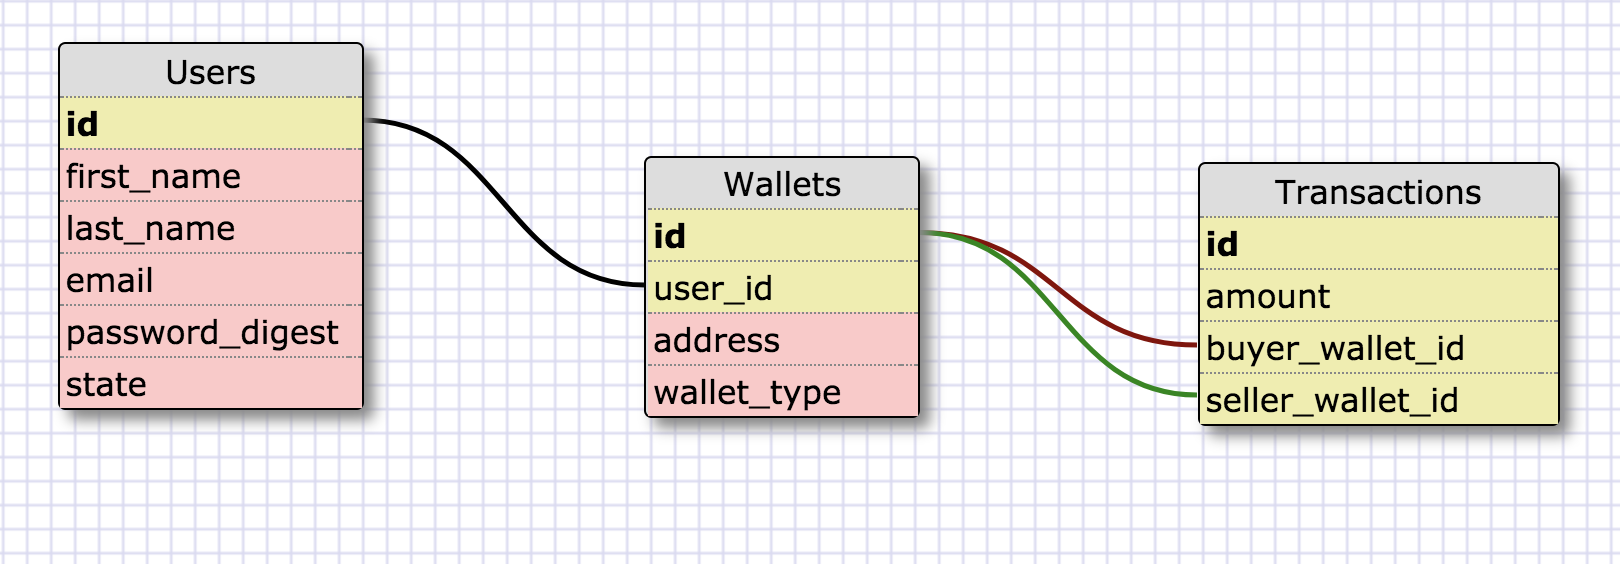 Users
id
first_name
last_name
email
password_digest
state
Wallets
id
user_id
address
wallet_type
Transactions
id
amount
buyer_wallet_id
seller_wallet_id